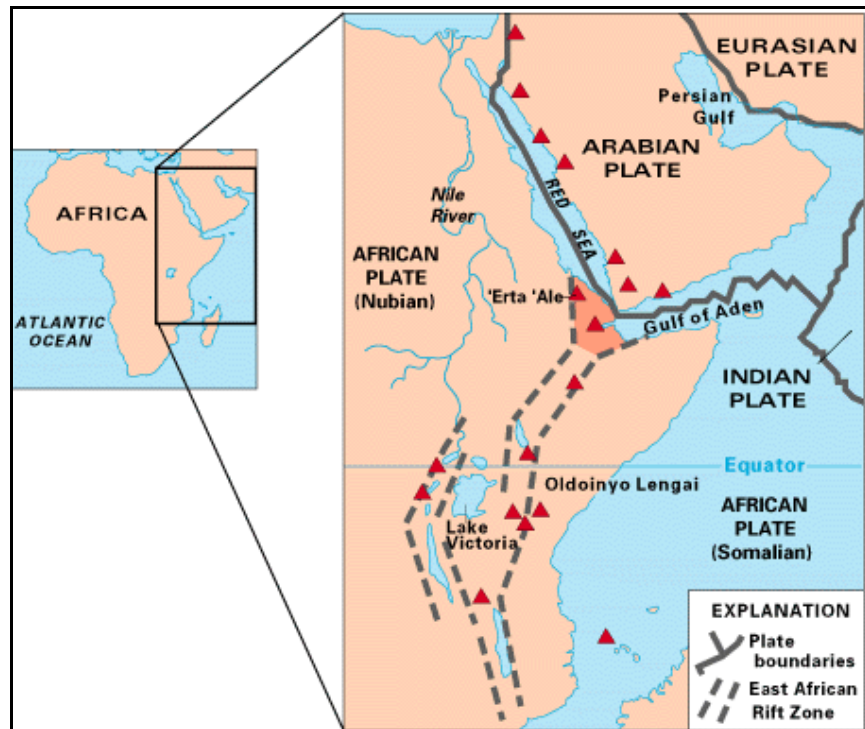 AFRICA
ATLANTIC
OCEAN
EURASIAN
PLATE
Persian
Gulf
ARABIAN
PLATE
RED
SEA
Nile
River
AFRICAN
PLATE
(Nubian)
'Erta 'Ale
Gulf of Aden
INDIAN
PLATE
Equator
Oldoinyo Lengai
AFRICAN
PLATE
(Somalian)
Lake
Victoria
EXPLANATION
Plate
boundaries
East African
Rift Zone